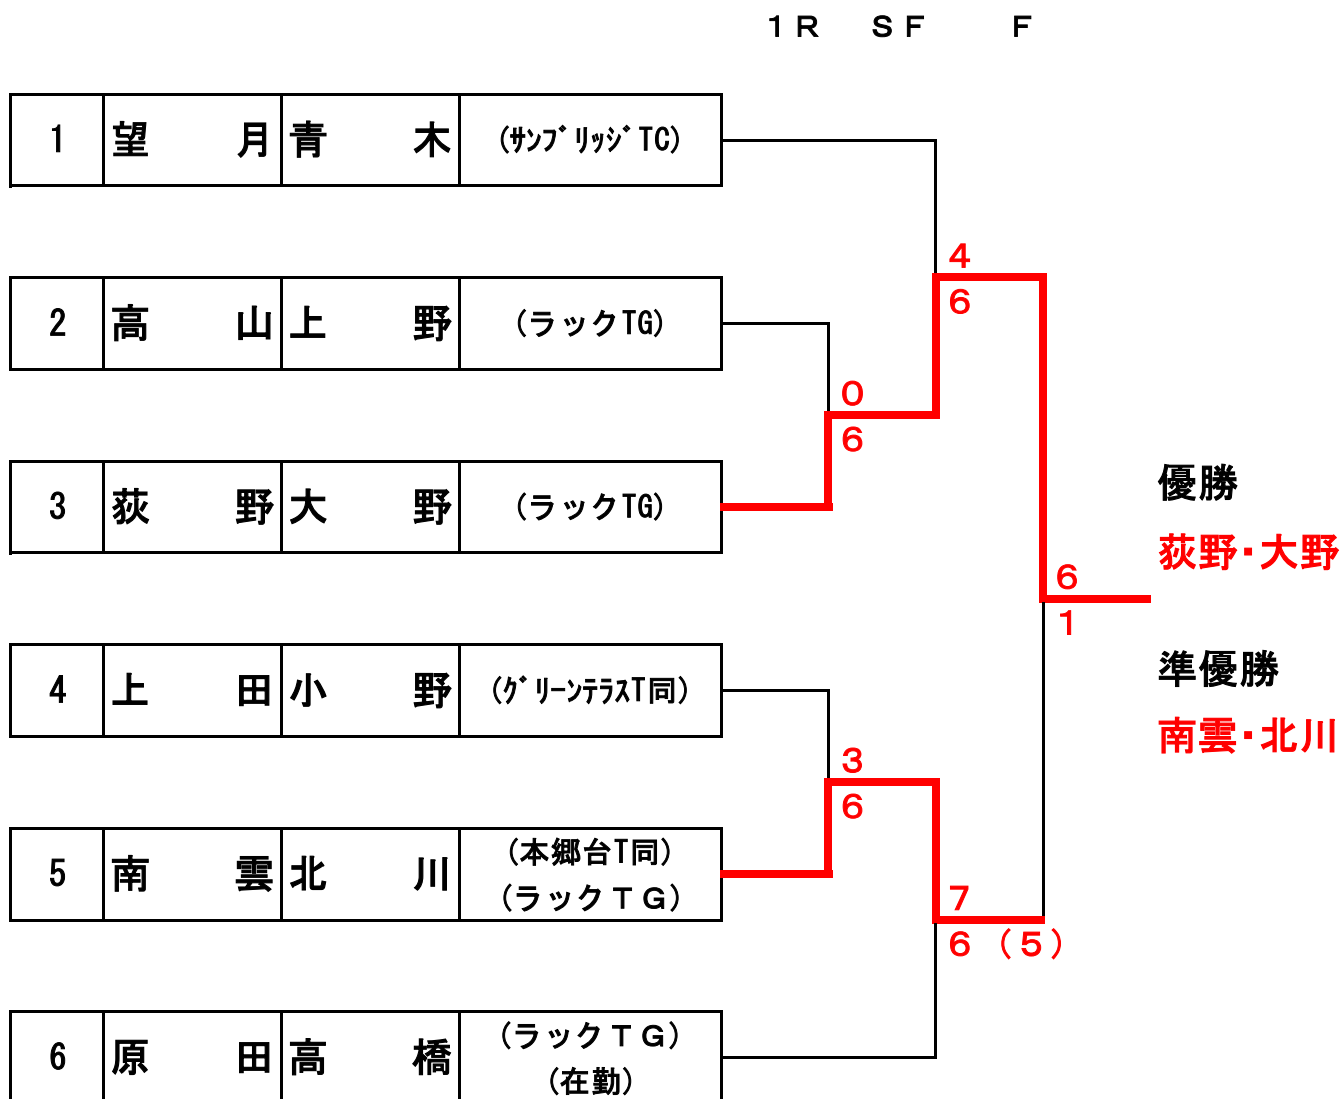 １Ｒ ＳＦ Ｆ
1 望月 青木 (ｻﾝﾌﾞﾘｯｼﾞTC)
4
6
2 高山 上野 (ラックTG)
0
6
3 荻野 大野 (ラックTG)
優勝
荻野・大野
6
1
4 上田 小野 (ｸﾞﾘｰﾝﾃﾗｽT同)
準優勝
南雲・北川
3
6
5 南雲 北川 (本郷台T同)
(ラックＴＧ)
7
6（5）
6 原田 高橋 (ラックＴＧ)
(在勤)